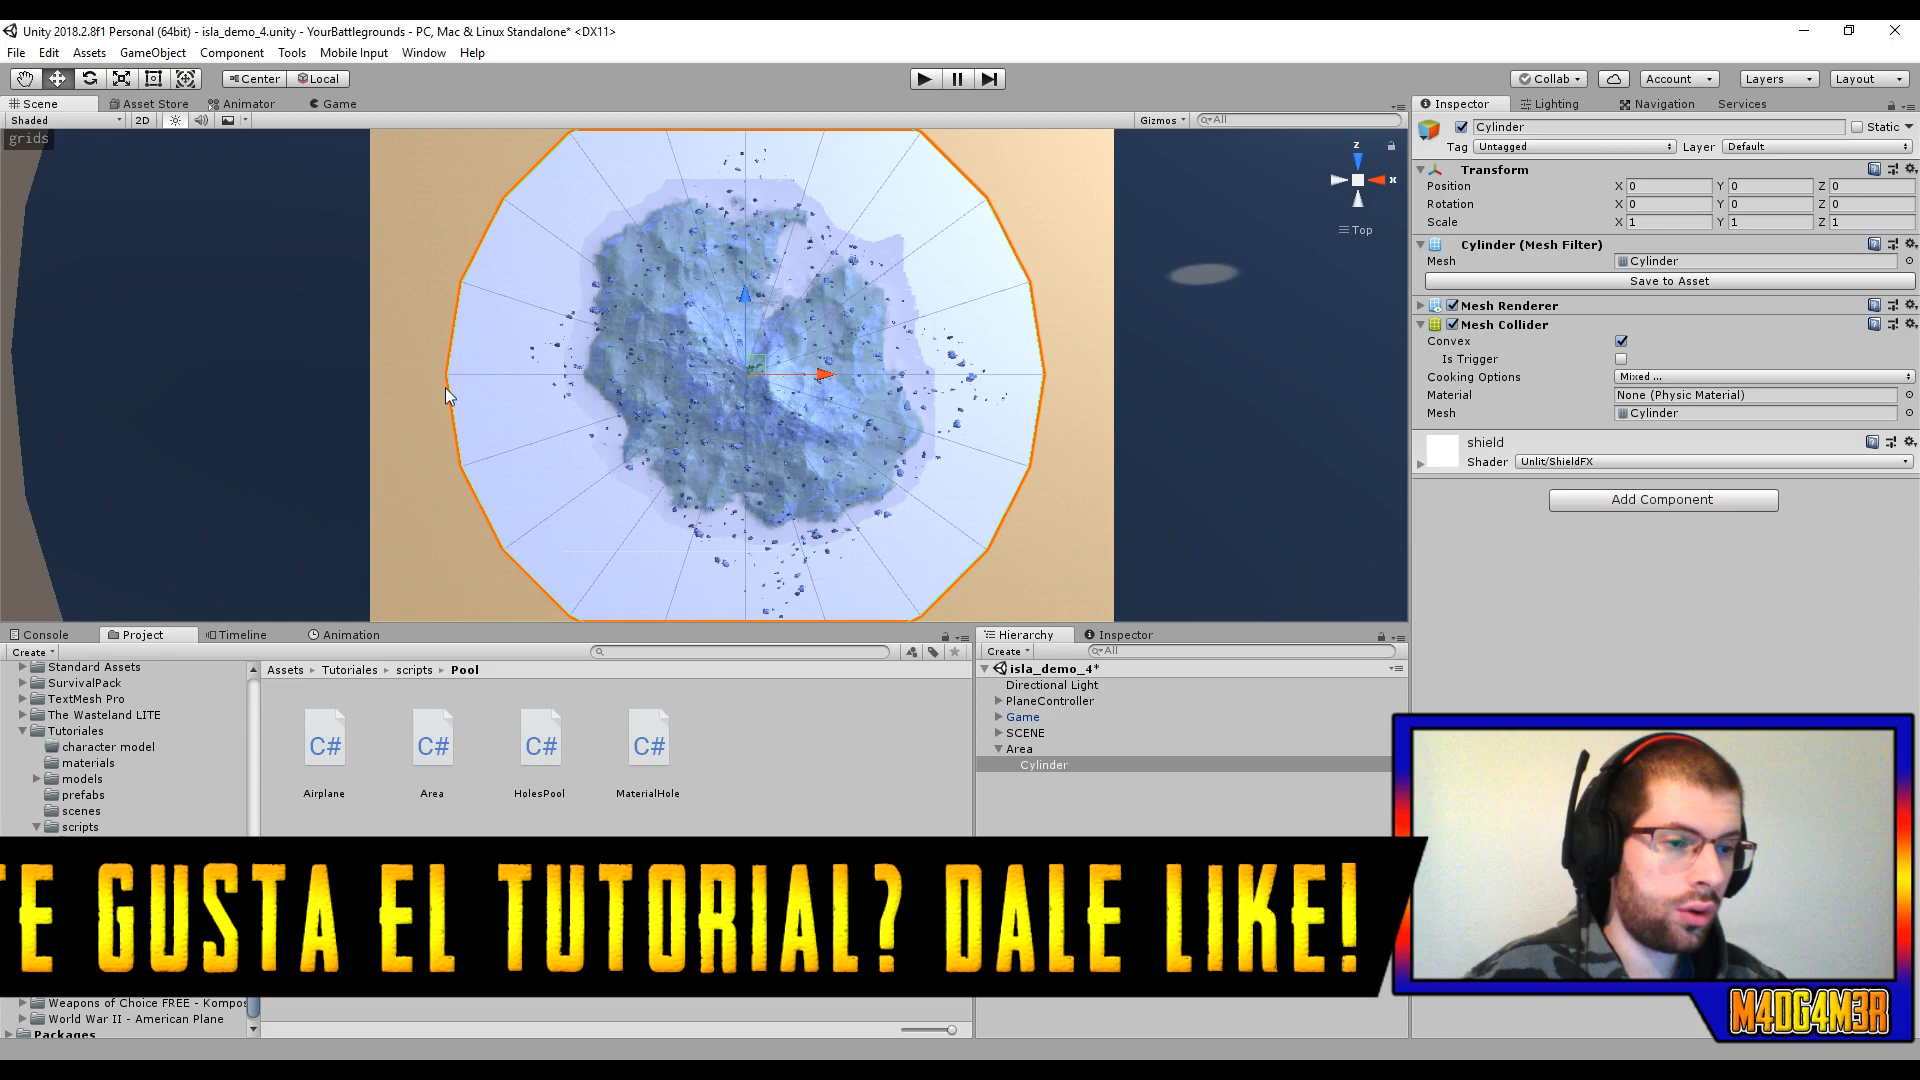 Unity 2018.2.8f1 Personal (64bit) - isla_demo_4.unity - YourBattlegrounds - PC, Mac & Linux Standalone* <DX11>
File Edit Assets GameObject Component Tools Mobile Input Window Help
Center Local Collab Account Layers Layout
Scene Asset Store Animator Game
Shaded 2D Gizmos All
grids
z
x
Top
Inspector Lighting Navigation Services
Cylinder Static
Tag Untagged Layer Default
Transform
Position X 0 Y 0 Z 0
Rotation X 0 Y 0 Z 0
Scale X 1 Y 1 Z 1
Cylinder (Mesh Filter)
Mesh Cylinder
Save to Asset
Mesh Renderer
Mesh Collider
Convex
Is Trigger
Cooking Options Mixed ...
Material None (Physic Material)
Mesh Cylinder
shield
Shader Unlit/ShieldFX
Add Component
Console Project Timeline Animation
Create
Standard Assets
SurvivalPack
TextMesh Pro
The Wasteland LITE
Tutoriales
character model
materials
models
prefabs
scenes
scripts
Weapons of Choice FREE - Kompos
World War II - American Plane
Packages
Assets Tutoriales scripts Pool
C# C# C# C#
Airplane Area HolesPool MaterialHole
Hierarchy Inspector
Create All
isla_demo_4*
Directional Light
PlaneController
Game
SCENE
Area
Cylinder
TE GUSTA EL TUTORIAL? DALE LIKE!
M4DG4M3R